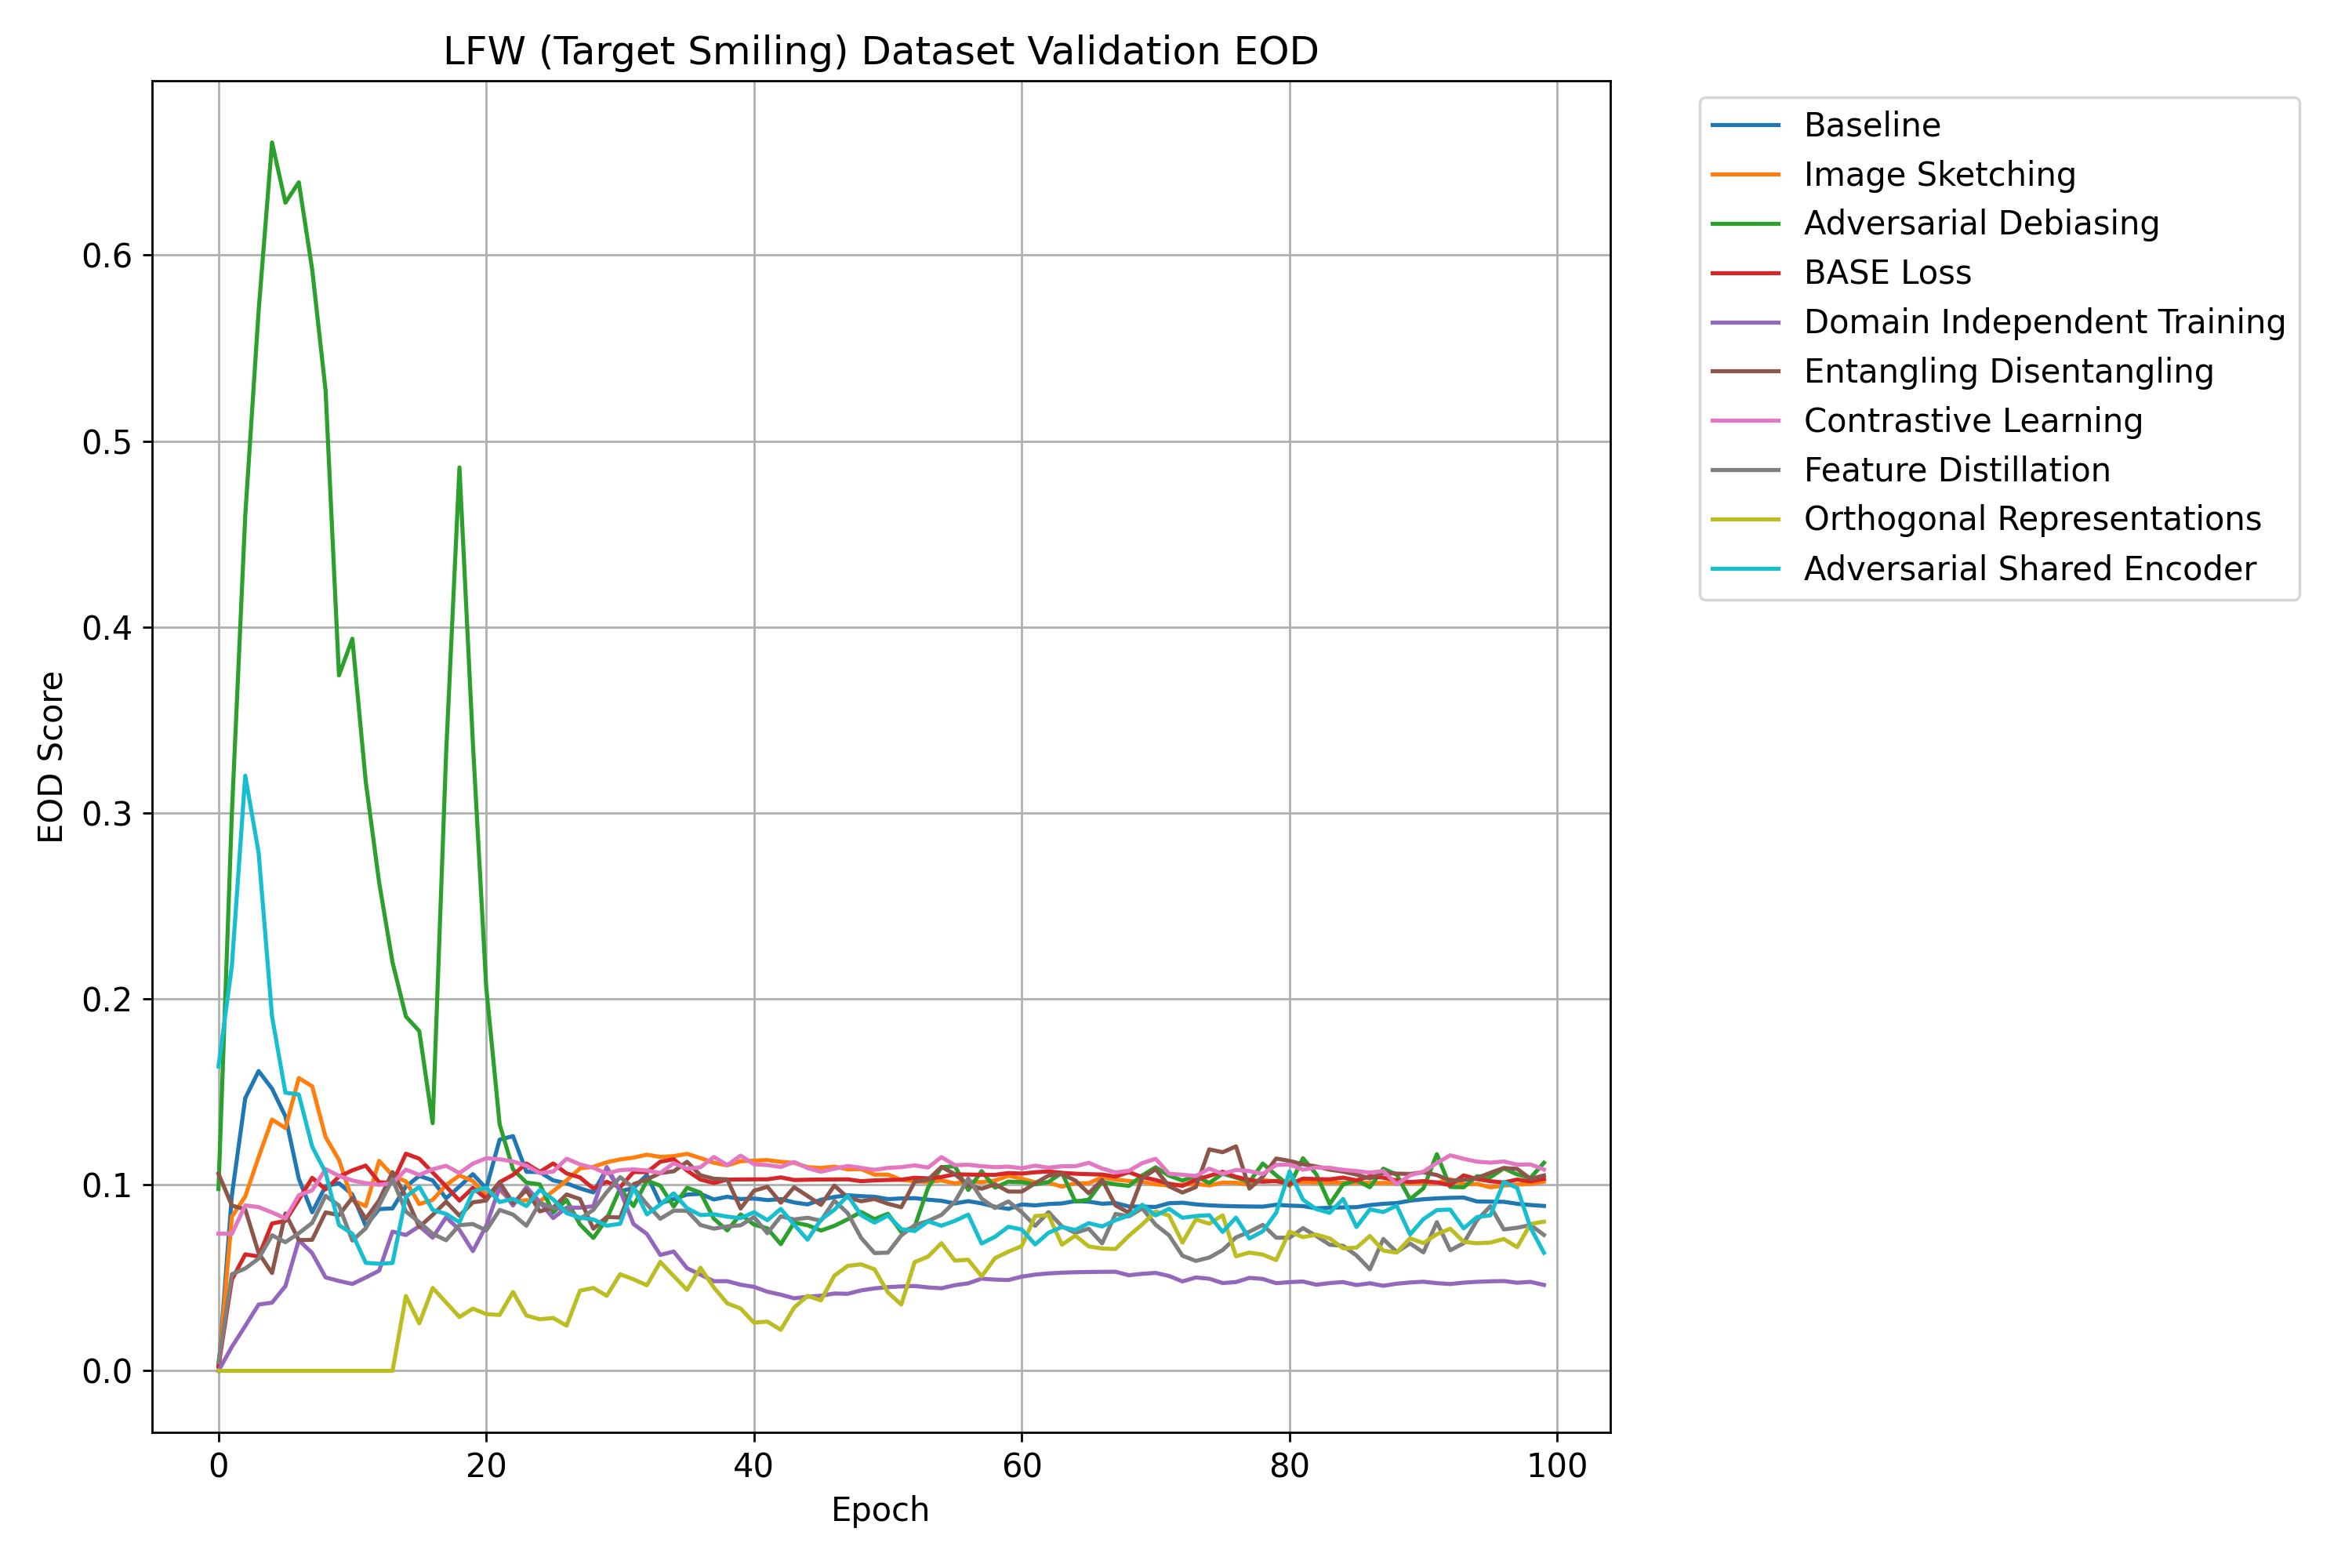 LFW (Target Smiling) Dataset Validation EOD
EOD Score
0.6
0.5
0.4
0.3
0.2
0.1
0.0
0 20 40 60 80 100
Epoch
Baseline
Image Sketching
Adversarial Debiasing
BASE Loss
Domain Independent Training
Entangling Disentangling
Contrastive Learning
Feature Distillation
Orthogonal Representations
Adversarial Shared Encoder